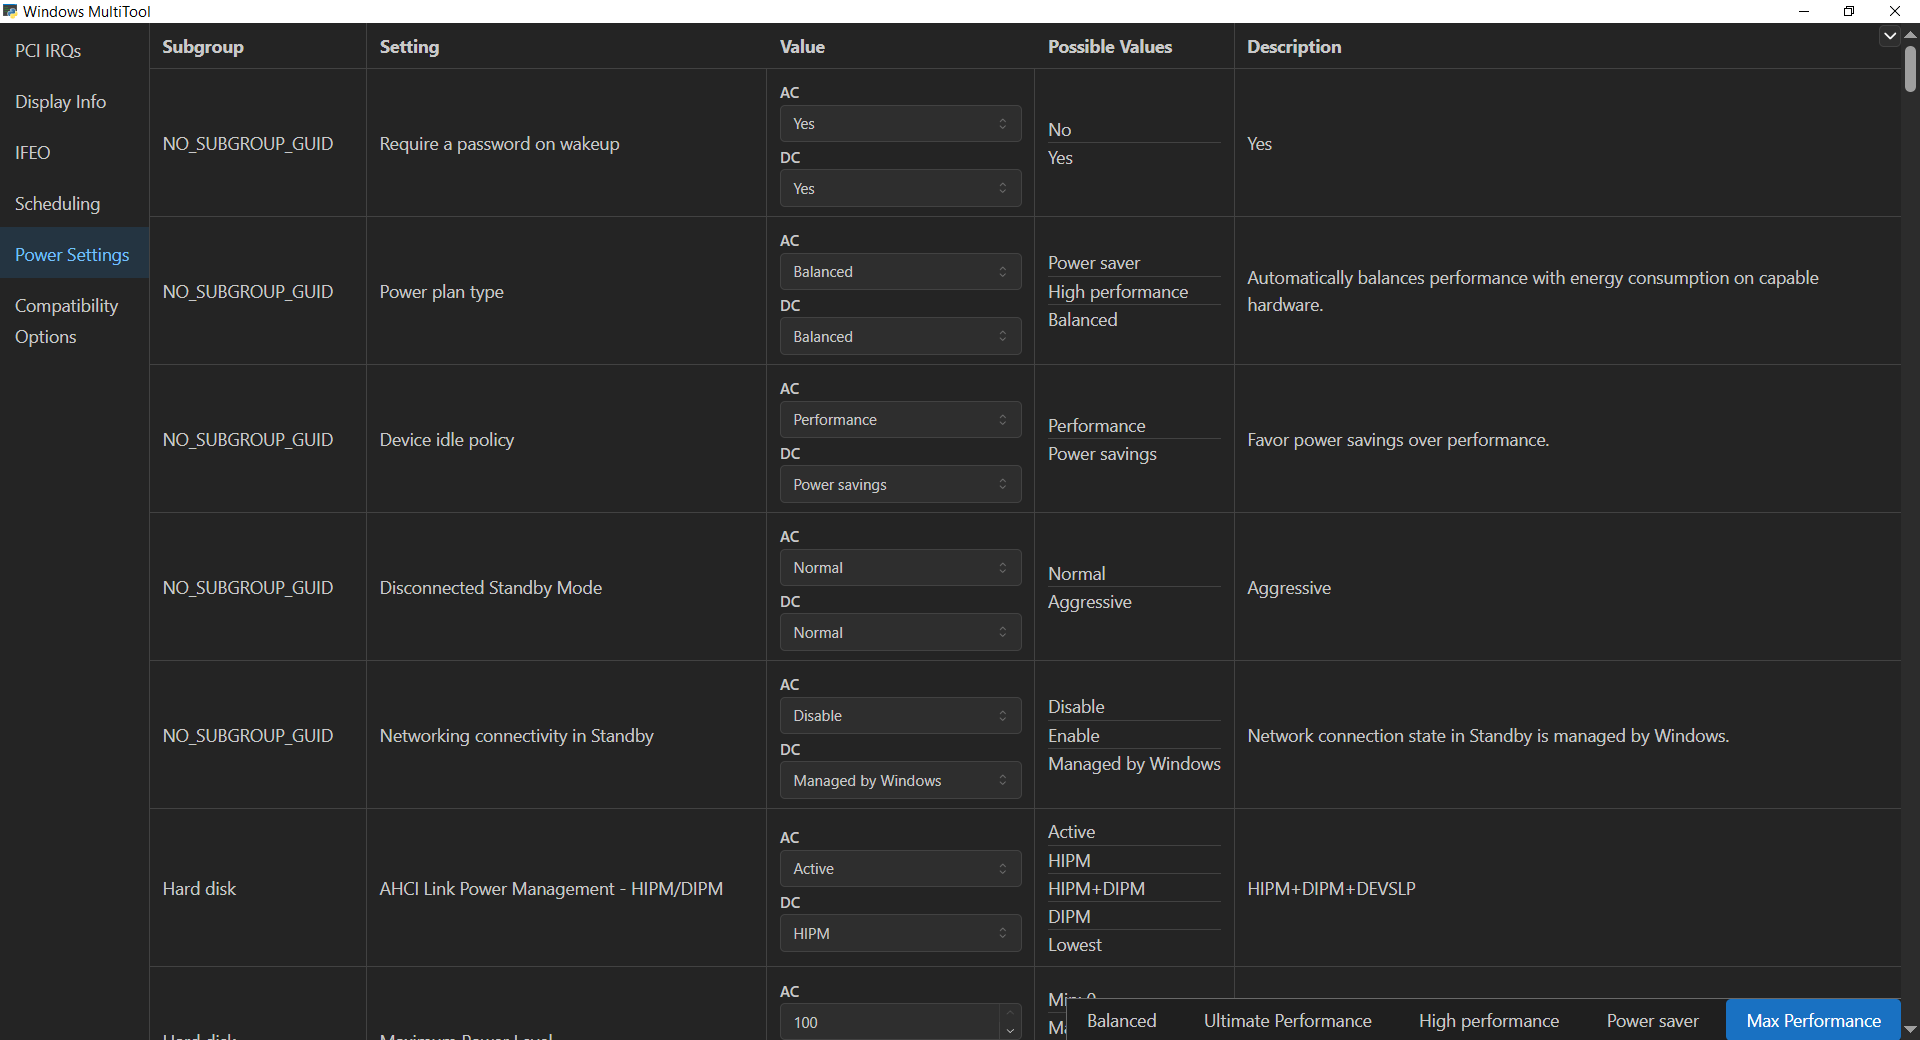 Windows MultiTool
PCI IRQs
Display Info
IFEO
Scheduling
Power Settings
Compatibility
Options
Subgroup
Setting
Value
Possible Values
Description
NO_SUBGROUP_GUID
Require a password on wakeup
AC
Yes
DC
Yes
No
Yes
Yes
NO_SUBGROUP_GUID
Power plan type
AC
Balanced
DC
Balanced
Power saver
High performance
Balanced
Automatically balances performance with energy consumption on capable
hardware.
NO_SUBGROUP_GUID
Device idle policy
AC
Performance
DC
Power savings
Performance
Power savings
Favor power savings over performance.
NO_SUBGROUP_GUID
Disconnected Standby Mode
AC
Normal
DC
Normal
Normal
Aggressive
Aggressive
NO_SUBGROUP_GUID
Networking connectivity in Standby
AC
Disable
DC
Managed by Windows
Disable
Enable
Managed by Windows
Network connection state in Standby is managed by Windows.
Hard disk
AHCI Link Power Management - HIPM/DIPM
AC
Active
DC
HIPM
Active
HIPM
HIPM+DIPM
DIPM
Lowest
HIPM+DIPM+DEVSLP
Hard disk
Maximum Power Level
AC
100
Balanced
Ultimate Performance
High performance
Power saver
Max Performance